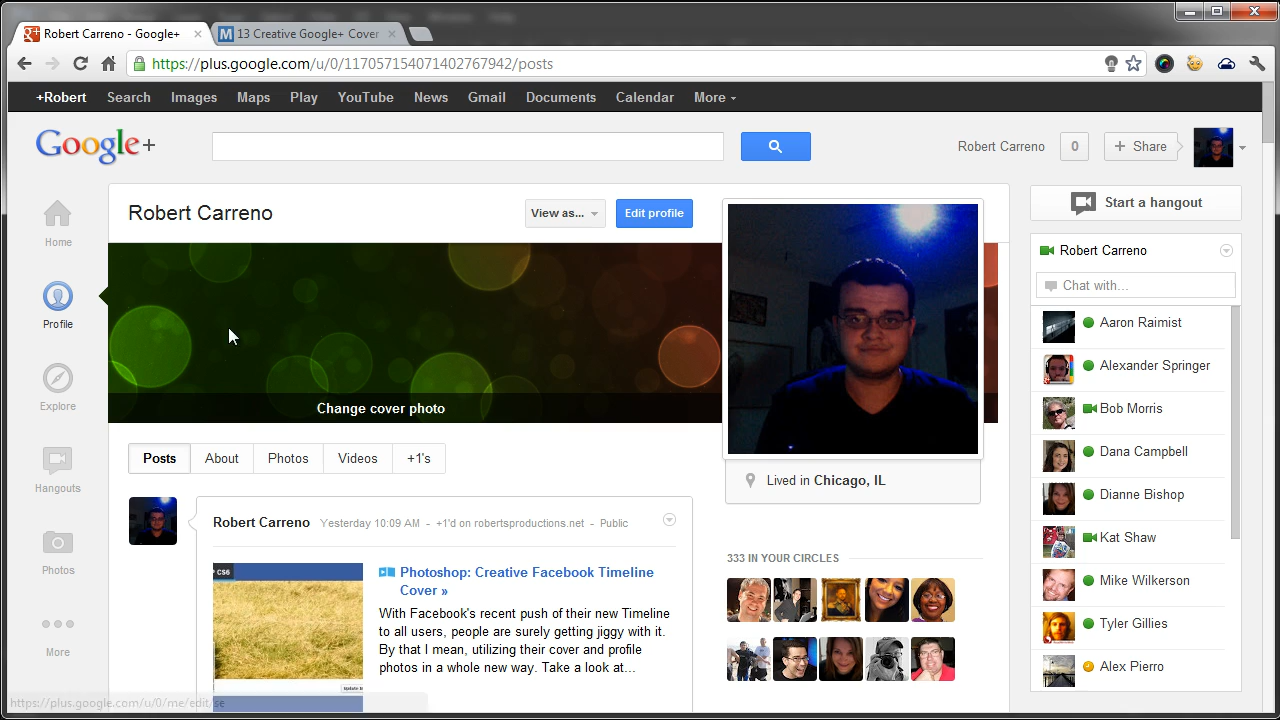 Robert Carreno - Google+
13 Creative Google+ Cover
https://plus.google.com/u/0/117057154071402767942/posts
+Robert Search Images Maps Play YouTube News Gmail Documents Calendar More
Google+
Robert Carreno 0 + Share
Robert Carreno View as... Edit profile
Start a hangout
Home
Profile
Explore
Hangouts
Photos
More
Change cover photo
Posts About Photos Videos +1's
Lived in Chicago, IL
Robert Carreno Yesterday 10:09 AM - +1'd on robertsproductions.net - Public
CS6
Photoshop: Creative Facebook Timeline
Cover »
With Facebook's recent push of their new Timeline
to all users, people are surely getting jiggy with it.
By that I mean, utilizing their cover and profile
photos in a whole new way. Take a look at...
333 IN YOUR CIRCLES
Robert Carreno
Chat with...
Aaron Raimist
Alexander Springer
Bob Morris
Dana Campbell
Dianne Bishop
Kat Shaw
Mike Wilkerson
Tyler Gillies
Alex Pierro
https://plus.google.com/u/0/me/edit/se